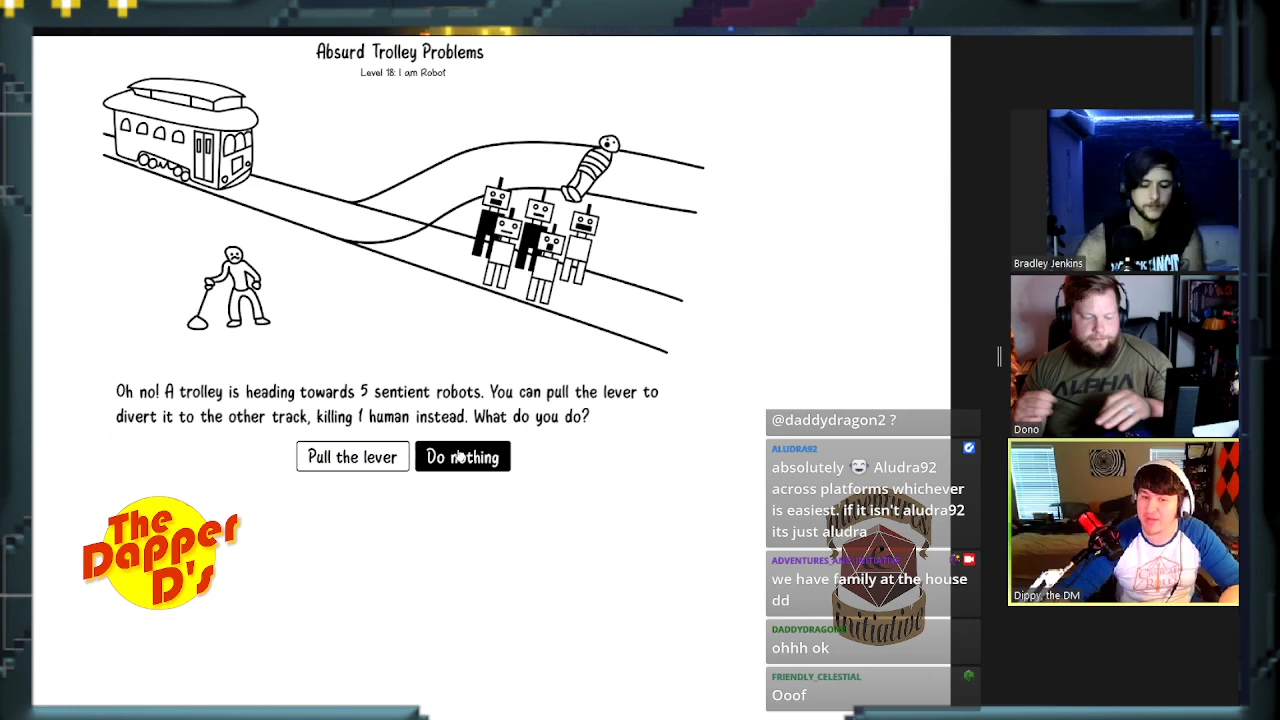 Absurd Trolley Problems
Level 18: I am Robot
Oh no! A trolley is heading towards 5 sentient robots. You can pull the lever to
divert it to the other track, killing 1 human instead. What do you do?
Pull the lever
Do nothing
The
Dapper
D's
@daddydragon2 ?
ALUDRA92
absolutely Aludra92
across platforms whichever
is easiest. if it isn't aludra92
its just aludra
we have family at the house
dd
ohhh ok
FRIENDLY_CELESTIAL
Ooof
initiative
Bradley Jenkins
ALPHA
Dono
Dippy, the DM